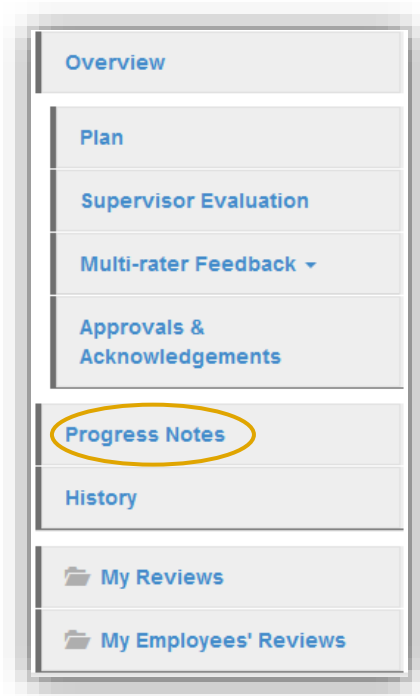 Overview
Plan
Supervisor Evaluation
Multi-rater Feedback
Approvals &
Acknowledgements
Progress Notes
History
My Reviews
My Employees' Reviews